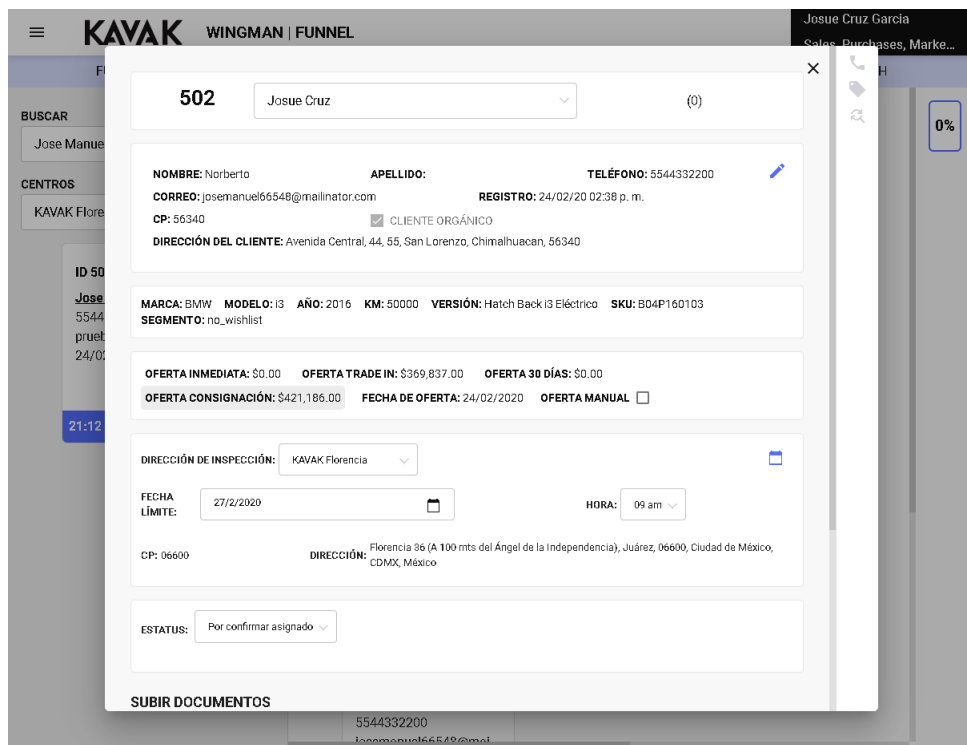 KAVAK WINGMAN | FUNNEL
Josue Cruz Garcia
Sales, Purchases, Marke...
H
BUSCAR
Jose Manue
CENTROS
KAVAK Flore
0%
ID 50
Jose
5544
prueb
24/02
21:12
502 Josue Cruz (0)
NOMBRE: Norberto APELLIDO: TELÉFONO: 5544332200
CORREO: josemanuel66548@mailinator.com REGISTRO: 24/02/20 02:38 p. m.
CP: 56340 CLIENTE ORGÁNICO
DIRECCIÓN DEL CLIENTE: Avenida Central, 44, 55, San Lorenzo, Chimalhuacan, 56340
MARCA: BMW MODELO: i3 AÑO: 2016 KM: 50000 VERSIÓN: Hatch Back i3 Eléctrico SKU: B04P160103
SEGMENTO: no_wishlist
OFERTA INMEDIATA: $0.00 OFERTA TRADE IN: $369,837.00 OFERTA 30 DÍAS: $0.00
OFERTA CONSIGNACIÓN: $421,186.00 FECHA DE OFERTA: 24/02/2020 OFERTA MANUAL
DIRECCIÓN DE INSPECCIÓN: KAVAK Florencia
FECHA LÍMITE: 27/2/2020 HORA: 09 am
CP: 06600 DIRECCIÓN: Florencia 36 (A 100 mts del Ángel de la Independencia), Juárez, 06600, Ciudad de México,
CDMX, México
ESTATUS: Por confirmar asignado
SUBIR DOCUMENTOS
5544332200
josemanuel66548@mai